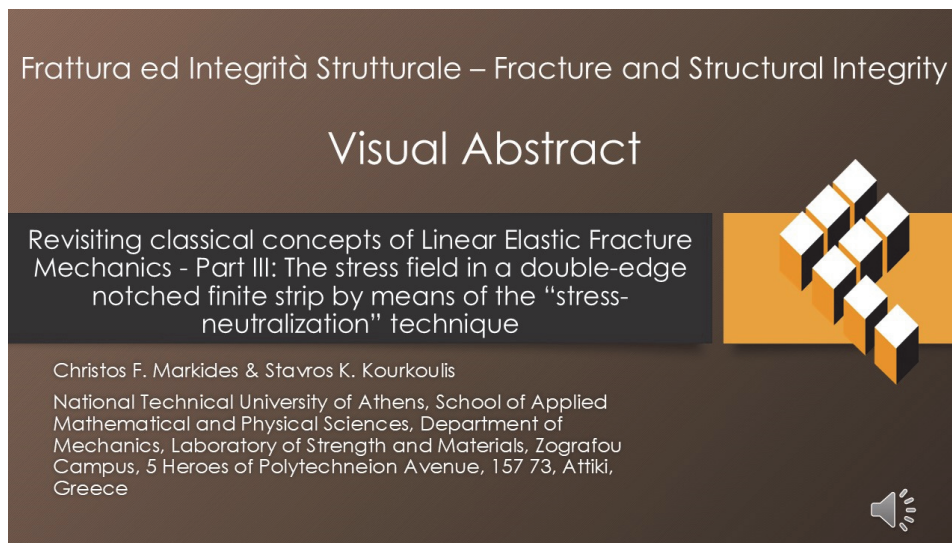 Frattura ed Integrità Strutturale – Fracture and Structural Integrity
Visual Abstract
Revisiting classical concepts of Linear Elastic Fracture
Mechanics - Part III: The stress field in a double-edge
notched finite strip by means of the “stress-
neutralization” technique
Christos F. Markides & Stavros K. Kourkoulis
National Technical University of Athens, School of Applied
Mathematical and Physical Sciences, Department of
Mechanics, Laboratory of Strength and Materials, Zografou
Campus, 5 Heroes of Polytechneion Avenue, 157 73, Attiki,
Greece